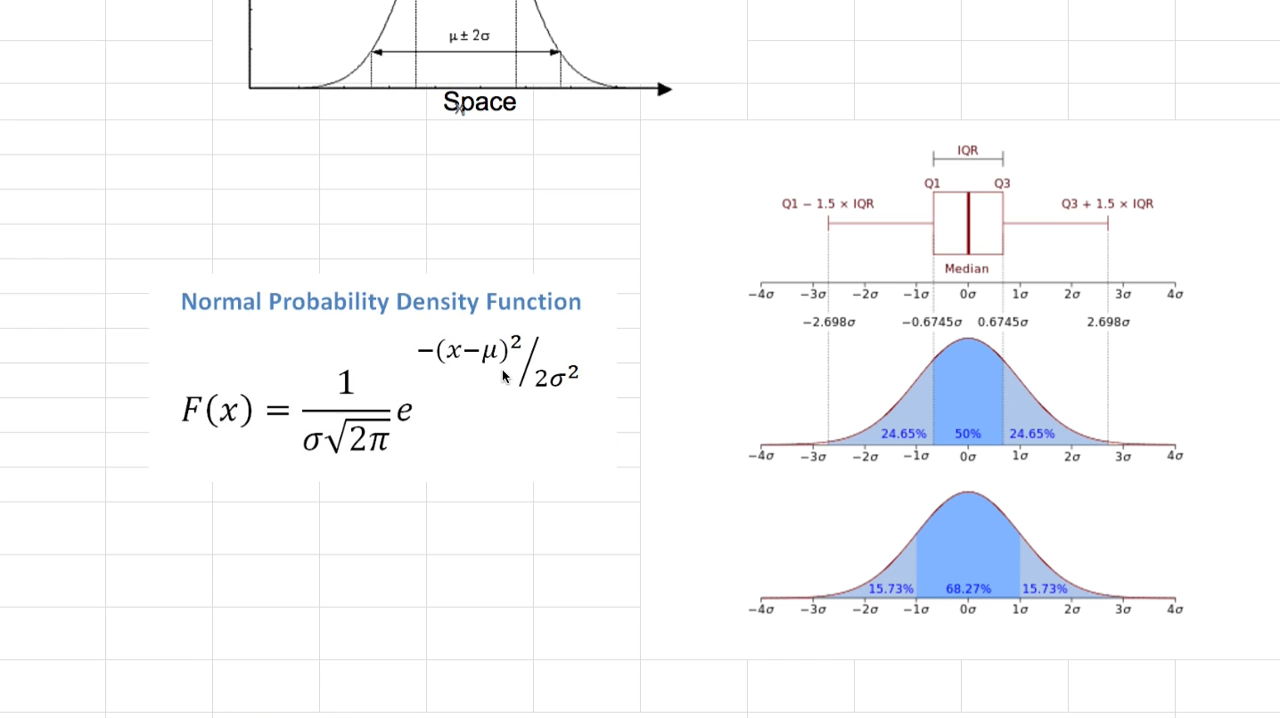 μ ± 2σ
Space
x
IQR
Q1 Q3
Q1 − 1.5 × IQR Q3 + 1.5 × IQR
Median
−4σ −3σ −2σ −1σ 0σ 1σ 2σ 3σ 4σ
−2.698σ −0.6745σ 0.6745σ 2.698σ
24.65% 50% 24.65%
−4σ −3σ −2σ −1σ 0σ 1σ 2σ 3σ 4σ
15.73% 68.27% 15.73%
−4σ −3σ −2σ −1σ 0σ 1σ 2σ 3σ 4σ
Normal Probability Density Function
F(x) = 1/(σ√2π) e^(−(x−μ)²/2σ²)